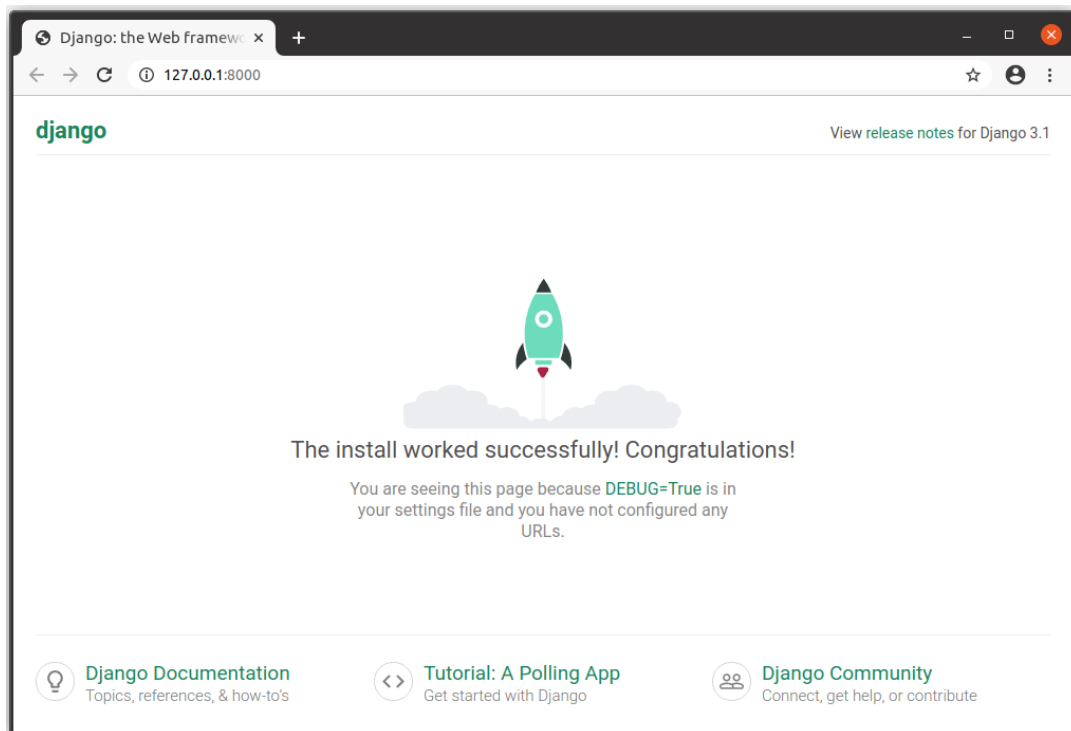 Django: the Web framewo
127.0.0.1:8000
django
View release notes for Django 3.1
The install worked successfully! Congratulations!
You are seeing this page because DEBUG=True is in
your settings file and you have not configured any
URLs.
Django Documentation
Topics, references, & how-to's
Tutorial: A Polling App
Get started with Django
Django Community
Connect, get help, or contribute